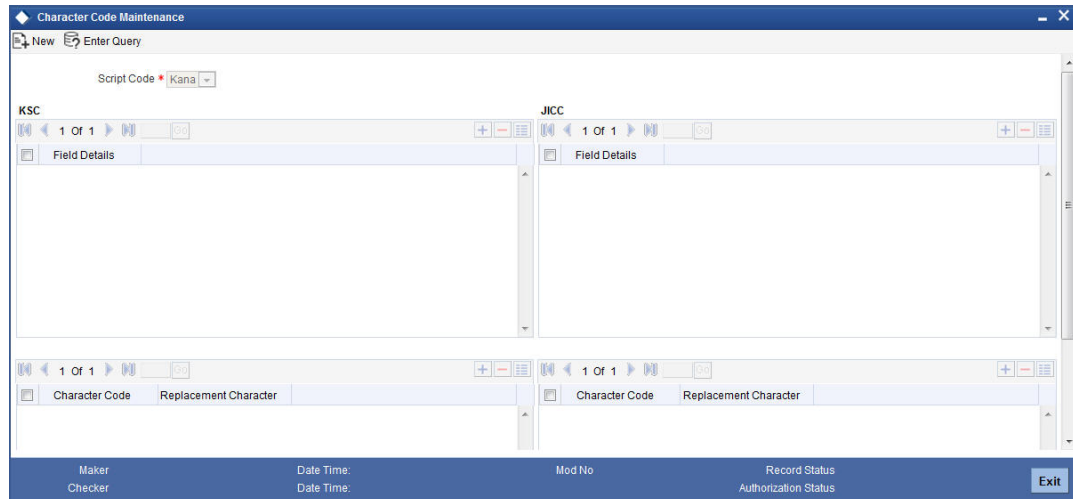 Character Code Maintenance
New Enter Query
Script Code * Kana
KSC
1 Of 1 Go
Field Details
JICC
1 Of 1 Go
Field Details
1 Of 1 Go
Character Code Replacement Character
1 Of 1 Go
Character Code Replacement Character
Maker Date Time: Mod No Record Status
Checker Date Time: Authorization Status
Exit